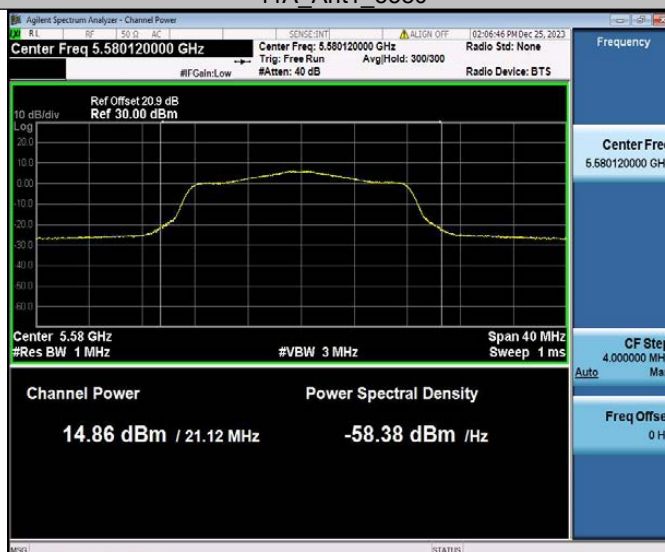 Agilent Spectrum Analyzer - Channel Power
RL RF 50 Ω AC SENSE:INT ALIGN OFF 02:06:46 PM Dec 25, 2023
Center Freq 5.580120000 GHz Center Freq: 5.580120000 GHz Radio Std: None Frequency
Trig: Free Run Avg|Hold: 300/300
#IFGain:Low #Atten: 40 dB Radio Device: BTS
Ref Offset 20.9 dB
10 dB/div Ref 30.00 dBm
Log
20.0
10.0
0.00
-10.0
-20.0
-30.0
-40.0
-50.0
-60.0
Center Fre
5.580120000 GH
Center 5.58 GHz Span 40 MHz
#Res BW 1 MHz #VBW 3 MHz Sweep 1 ms
CF Step
4.000000 MH
Auto Ma
Channel Power Power Spectral Density
14.86 dBm / 21.12 MHz -58.38 dBm /Hz
Freq Offse
0 H
MSG STATUS